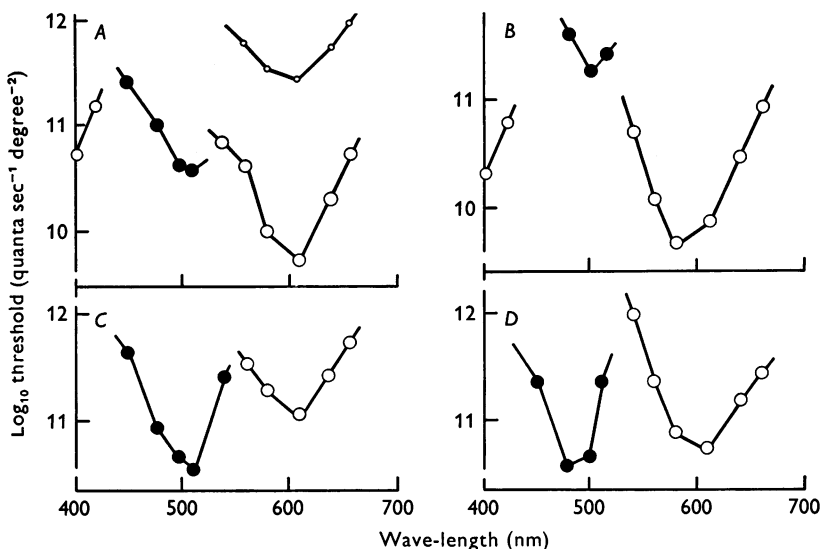 Log₁₀ threshold (quanta sec⁻¹ degree⁻²)
A
12
11
10
B
11
10
C
12
11
400 500 600 700
D
12
11
400 500 600 700
Wave-length (nm)